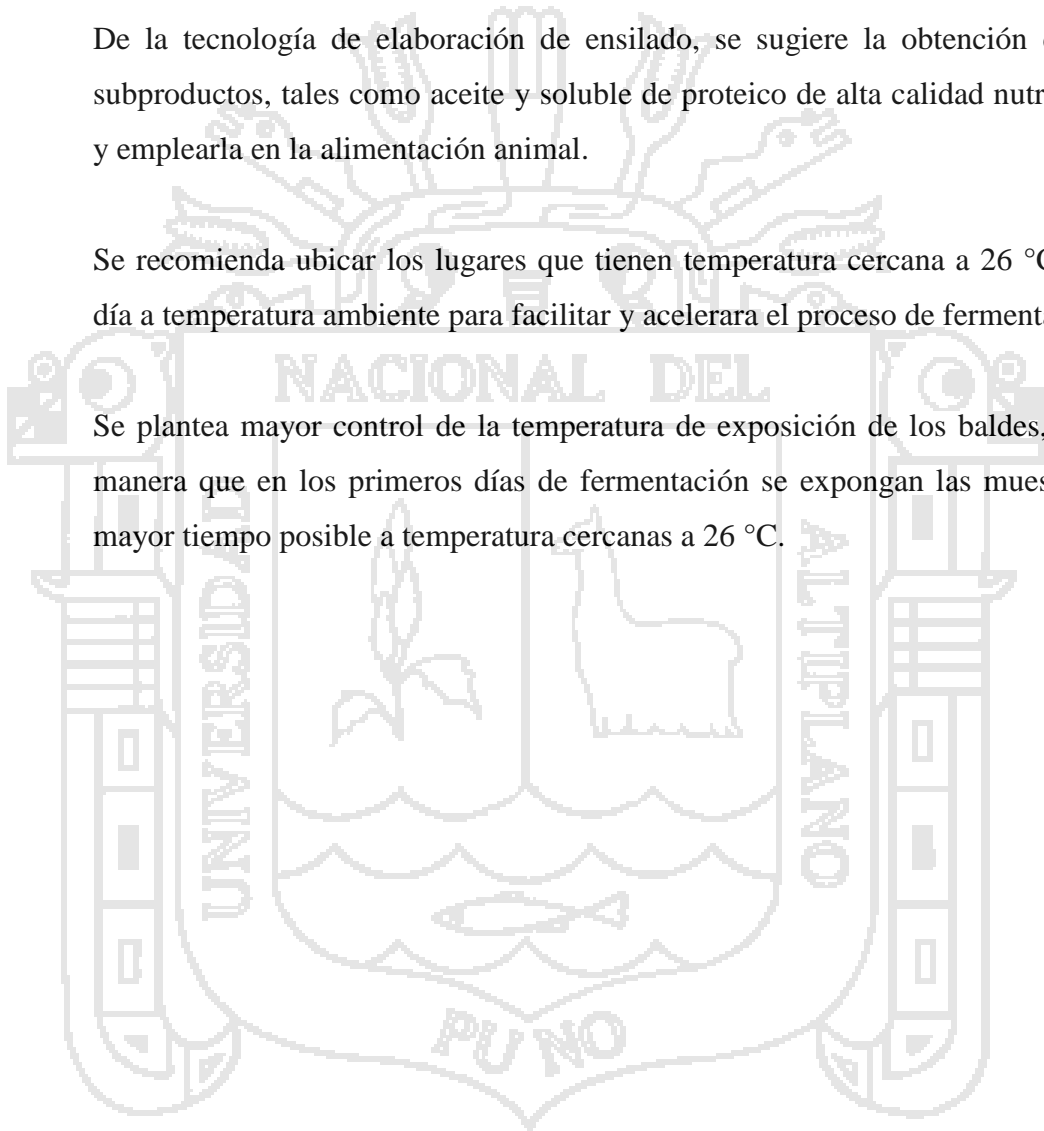 De la tecnología de elaboración de ensilado, se sugiere la obtención
subproductos, tales como aceite y soluble de proteico de alta calidad nutr
y emplearla en la alimentación animal.
Se recomienda ubicar los lugares que tienen temperatura cercana a 26 °C
día a temperatura ambiente para facilitar y acelerara el proceso de ferment
Se plantea mayor control de la temperatura de exposición de los baldes,
manera que en los primeros días de fermentación se expongan las mues
mayor tiempo posible a temperatura cercanas a 26 °C.
NACIONAL DEL
UNIVERSIDAD
ALTIPLANO
PUNO